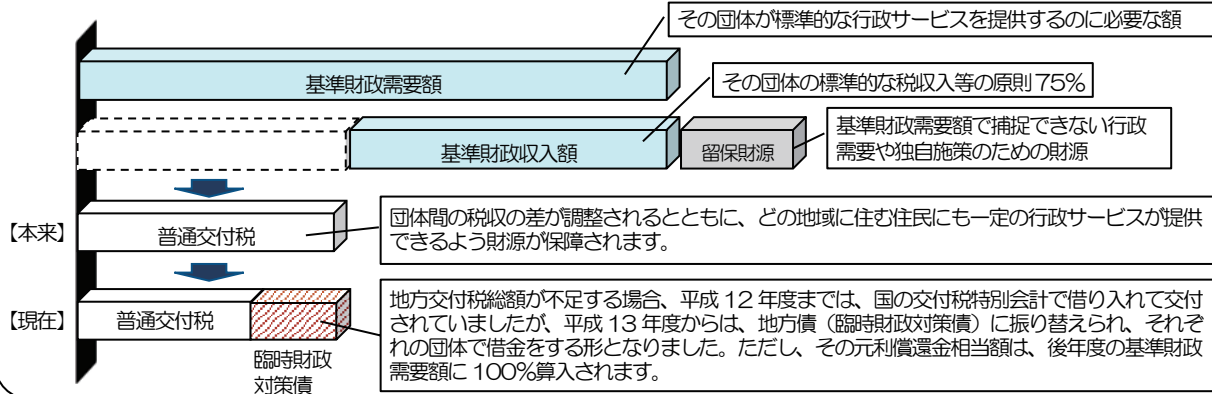 その団体が標準的な行政サービスを提供するのに必要な額
基準財政需要額
その団体の標準的な税収入等の原則75%
基準財政収入額
留保財源
基準財政需要額で捕捉できない行政
需要や独自施策のための財源
【本来】
普通交付税
団体間の税収の差が調整されるとともに、どの地域に住む住民にも一定の行政サービスが提供
できるよう財源が保障されます。
【現在】
普通交付税
臨時財政
対策債
地方交付税総額が不足する場合、平成 12 年度までは、国の交付税特別会計で借り入れて交付
されていましたが、平成 13 年度からは、地方債(臨時財政対策債)に振り替えられ、それぞ
れの団体で借金をする形となりました。ただし、その元利償還金相当額は、後年度の基準財政
需要額に 100%算入されます。